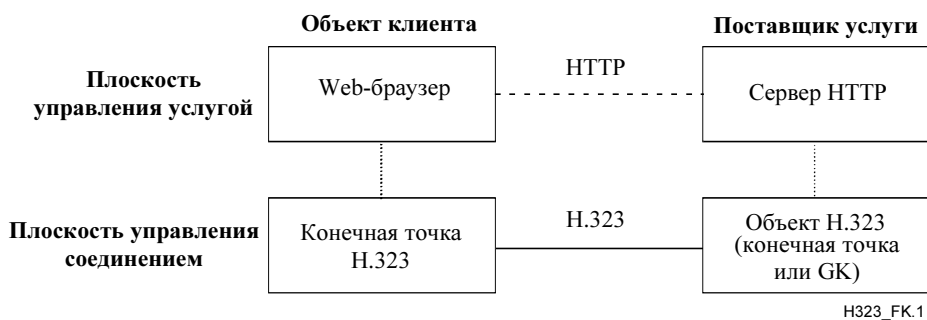 Объект клиента
Поставщик услуги
Плоскость
управления услугой
Web-браузер
HTTP
Сервер HTTP
Плоскость управления
соединением
Конечная точка
H.323
H.323
Объект H.323
(конечная точка
или GK)
H323_FK.1